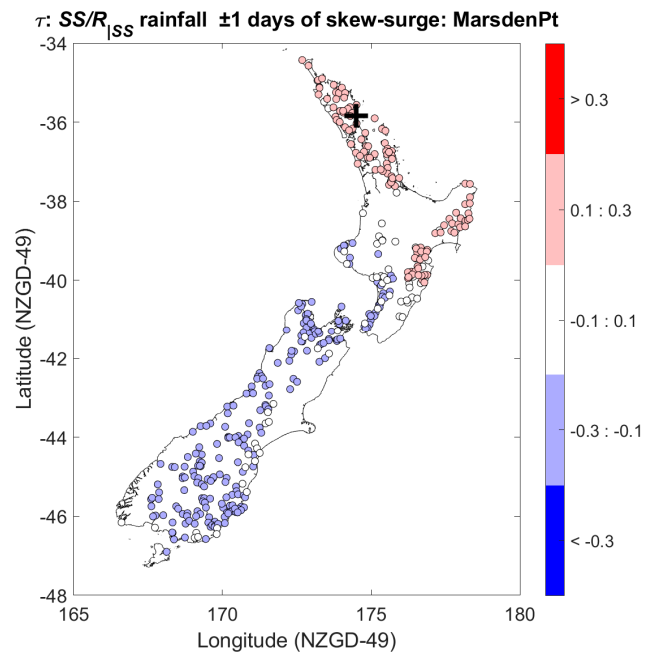 τ: SS/R|SS rainfall ±1 days of skew-surge: MarsdenPt
-34
-36
-38
-40
-42
-44
-46
-48
165
170
175
180
Latitude (NZGD-49)
Longitude (NZGD-49)
> 0.3
0.1 : 0.3
-0.1 : 0.1
-0.3 : -0.1
< -0.3